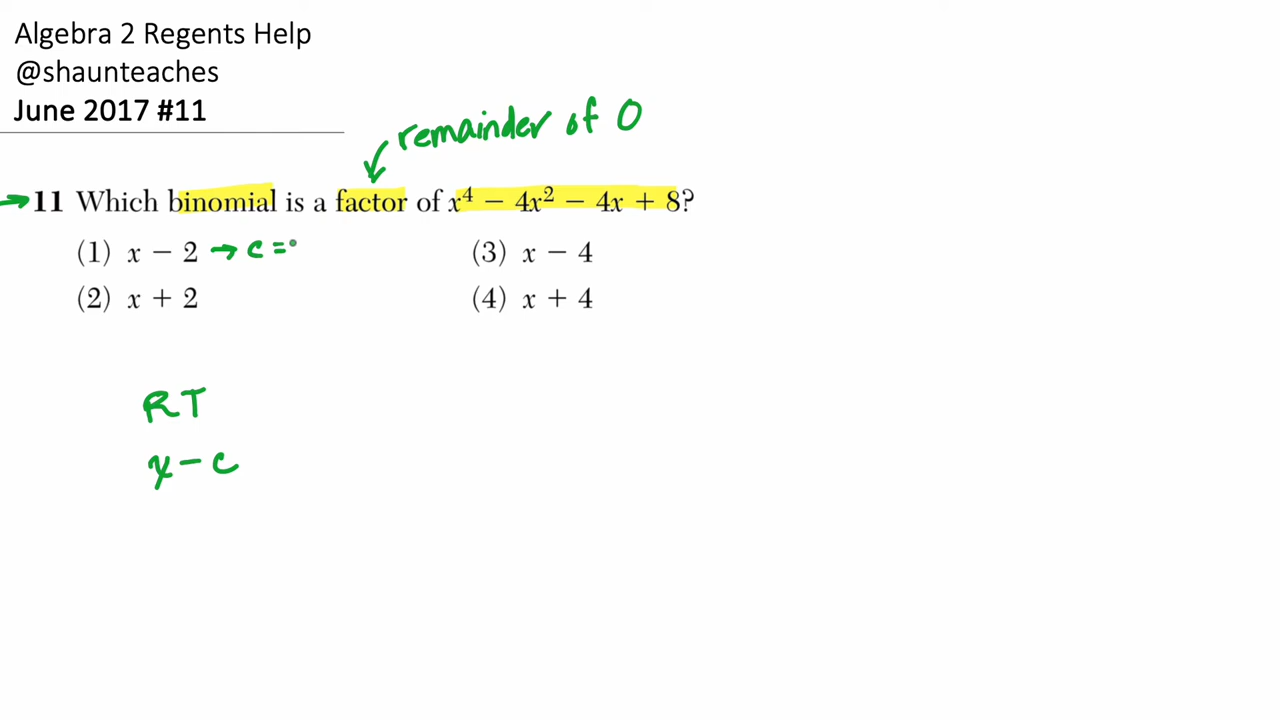 Algebra 2 Regents Help
@shaunteaches
June 2017 #11
remainder of 0
11 Which binomial is a factor of x⁴ − 4x² − 4x + 8?
(1) x − 2 → c =
(3) x − 4
(2) x + 2
(4) x + 4
RT
x − c